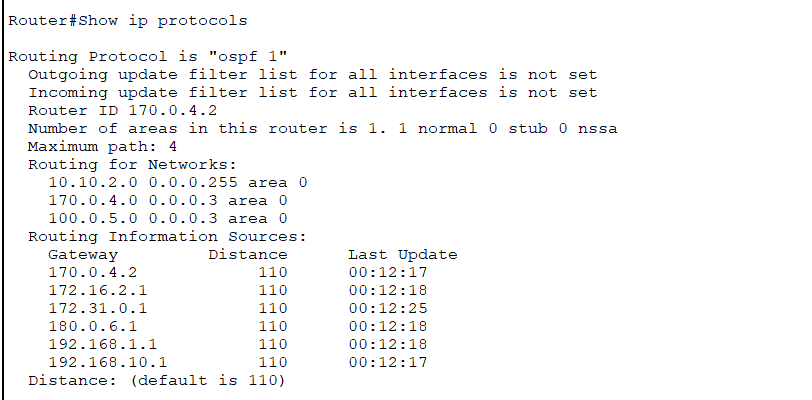 Router#Show ip protocols
Routing Protocol is "ospf 1"
Outgoing update filter list for all interfaces is not set
Incoming update filter list for all interfaces is not set
Router ID 170.0.4.2
Number of areas in this router is 1. 1 normal 0 stub 0 nssa
Maximum path: 4
Routing for Networks:
10.10.2.0 0.0.0.255 area 0
170.0.4.0 0.0.0.3 area 0
100.0.5.0 0.0.0.3 area 0
Routing Information Sources:
Gateway Distance Last Update
170.0.4.2 110 00:12:17
172.16.2.1 110 00:12:18
172.31.0.1 110 00:12:25
180.0.6.1 110 00:12:18
192.168.1.1 110 00:12:18
192.168.10.1 110 00:12:17
Distance: (default is 110)